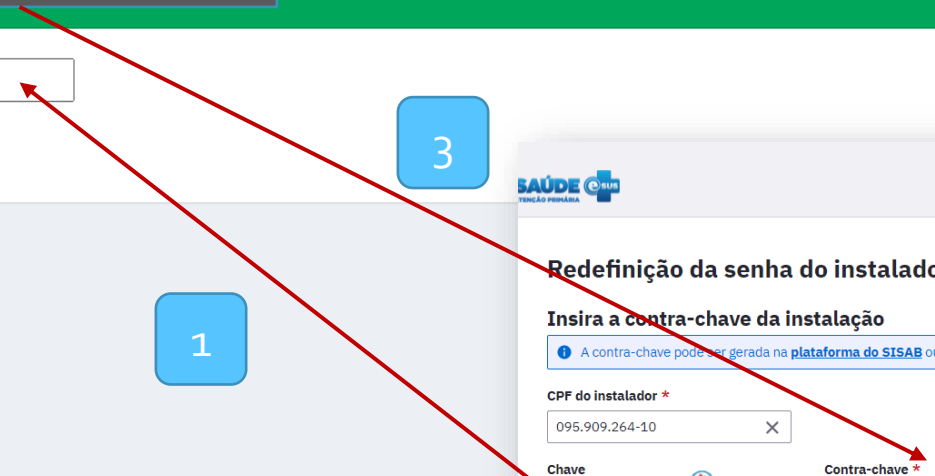 3
SAÚDE e SUS
TENÇÃO PRIMÁRIA
Redefinição da senha do instalado
1
Insira a contra-chave da instalação
A contra-chave pode ser gerada na plataforma do SISAB ou
CPF do instalador *
095.909.264-10
Chave
Contra-chave *